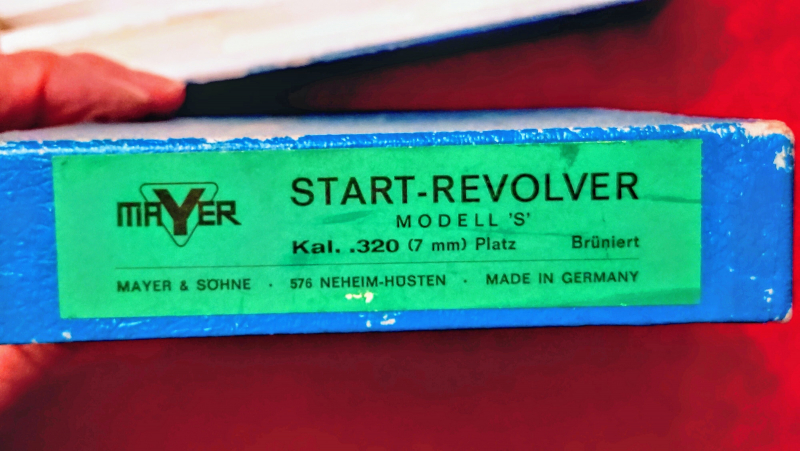 MAYER
START-REVOLVER
MODELL 'S'
Kal. .320 (7 mm) Platz Brüniert
MAYER & SÖHNE · 576 NEHEIM-HÜSTEN · MADE IN GERMANY